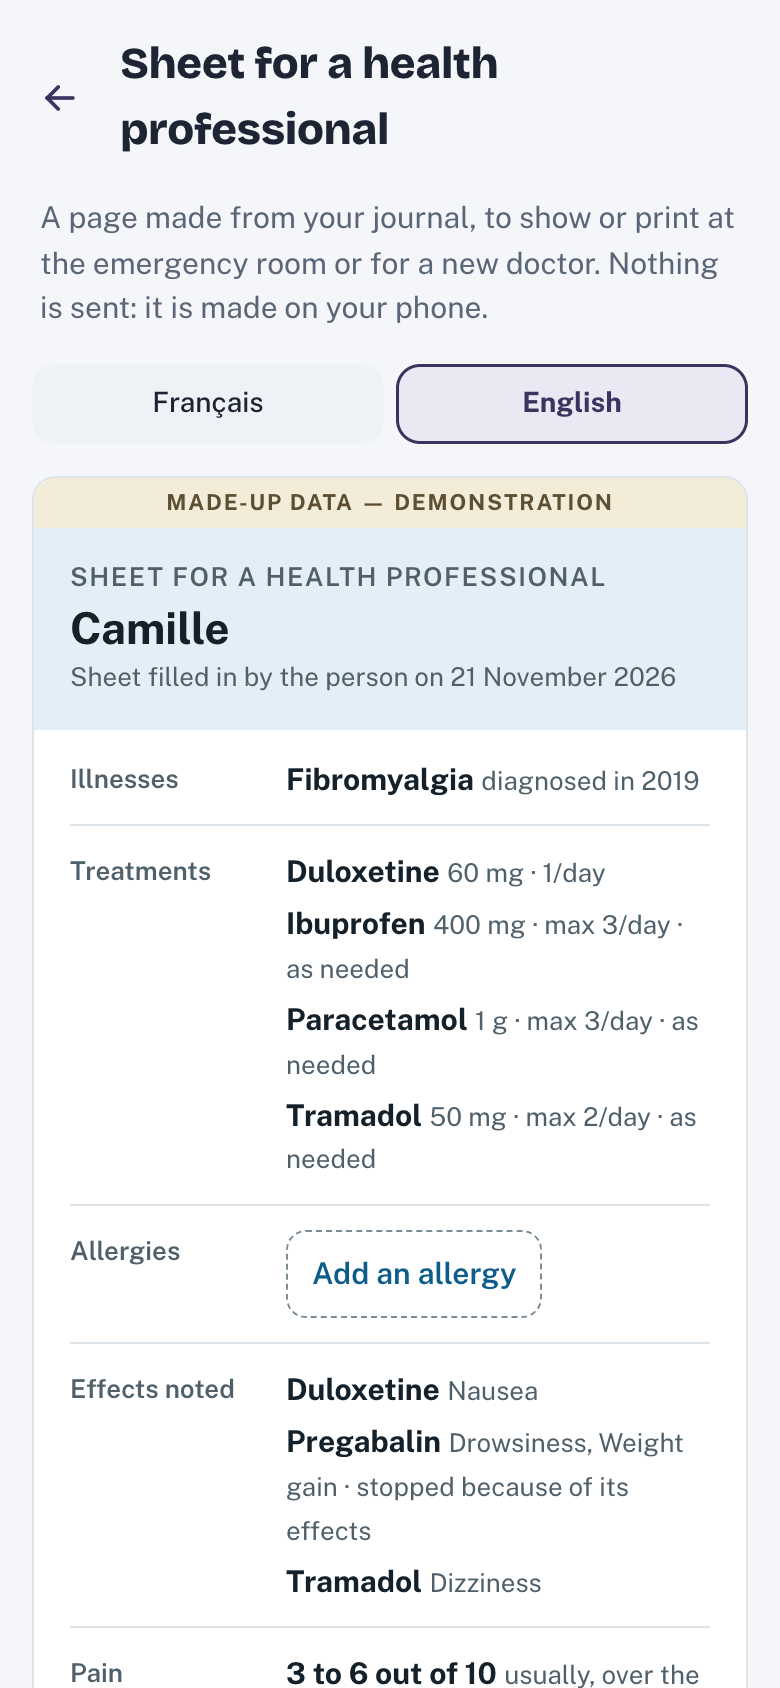 Sheet for a health
professional
A page made from your journal, to show or print at
the emergency room or for a new doctor. Nothing
is sent: it is made on your phone.
Français
English
MADE-UP DATA — DEMONSTRATION
SHEET FOR A HEALTH PROFESSIONAL
Camille
Sheet filled in by the person on 21 November 2026
Illnesses
Fibromyalgia diagnosed in 2019
Treatments
Duloxetine 60 mg · 1/day
Ibuprofen 400 mg · max 3/day ·
as needed
Paracetamol 1 g · max 3/day · as
needed
Tramadol 50 mg · max 2/day · as
needed
Allergies
Add an allergy
Effects noted
Duloxetine Nausea
Pregabalin Drowsiness, Weight
gain · stopped because of its
effects
Tramadol Dizziness
Pain
3 to 6 out of 10 usually, over the